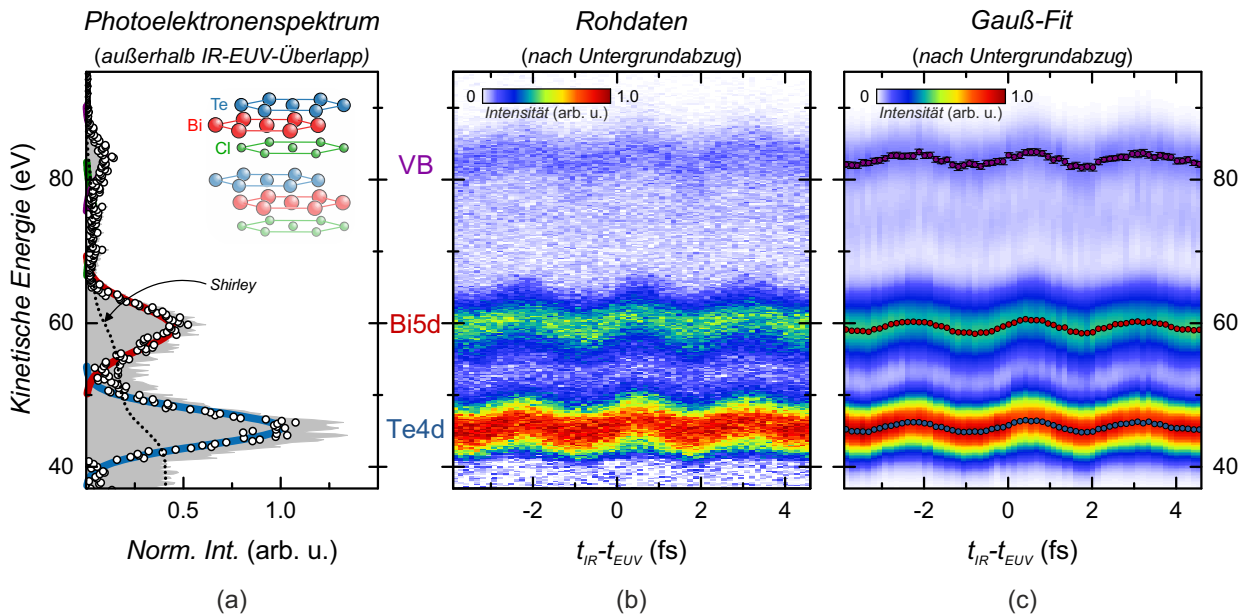 Photoelektronenspektrum
(außerhalb IR-EUV-Überlapp)
Rohdaten
(nach Untergrundabzug)
Gauß-Fit
(nach Untergrundabzug)
Kinetische Energie (eV)
80
60
40
Te
Bi
Cl
Shirley
0.5
1.0
Norm. Int. (arb. u.)
(a)
0
1.0
Intensität (arb. u.)
VB
Bi5d
Te4d
-2
0
2
4
t_IR-t_EUV (fs)
(b)
0
1.0
Intensität (arb. u.)
80
60
40
-2
0
2
4
t_IR-t_EUV (fs)
(c)